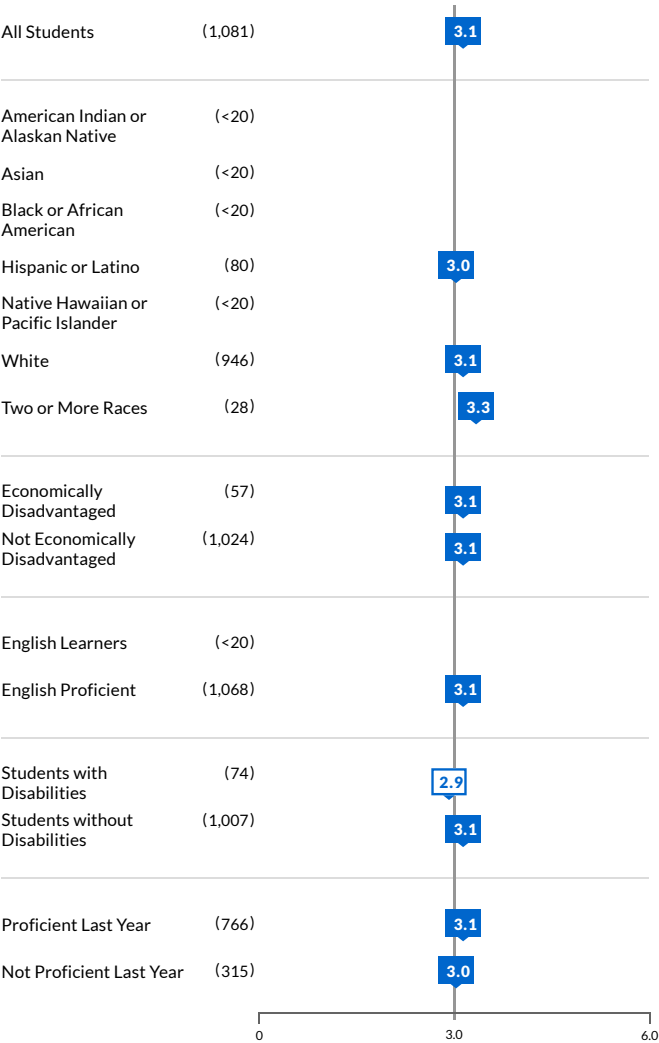 All Students (1,081) 3.1
American Indian or (<20)
Alaskan Native
Asian (<20)
Black or African (<20)
American
Hispanic or Latino (80) 3.0
Native Hawaiian or (<20)
Pacific Islander
White (946) 3.1
Two or More Races (28) 3.3
Economically (57) 3.1
Disadvantaged
Not Economically (1,024) 3.1
Disadvantaged
English Learners (<20)
English Proficient (1,068) 3.1
Students with (74) 2.9
Disabilities
Students without (1,007) 3.1
Disabilities
Proficient Last Year (766) 3.1
Not Proficient Last Year (315) 3.0
0 3.0 6.0